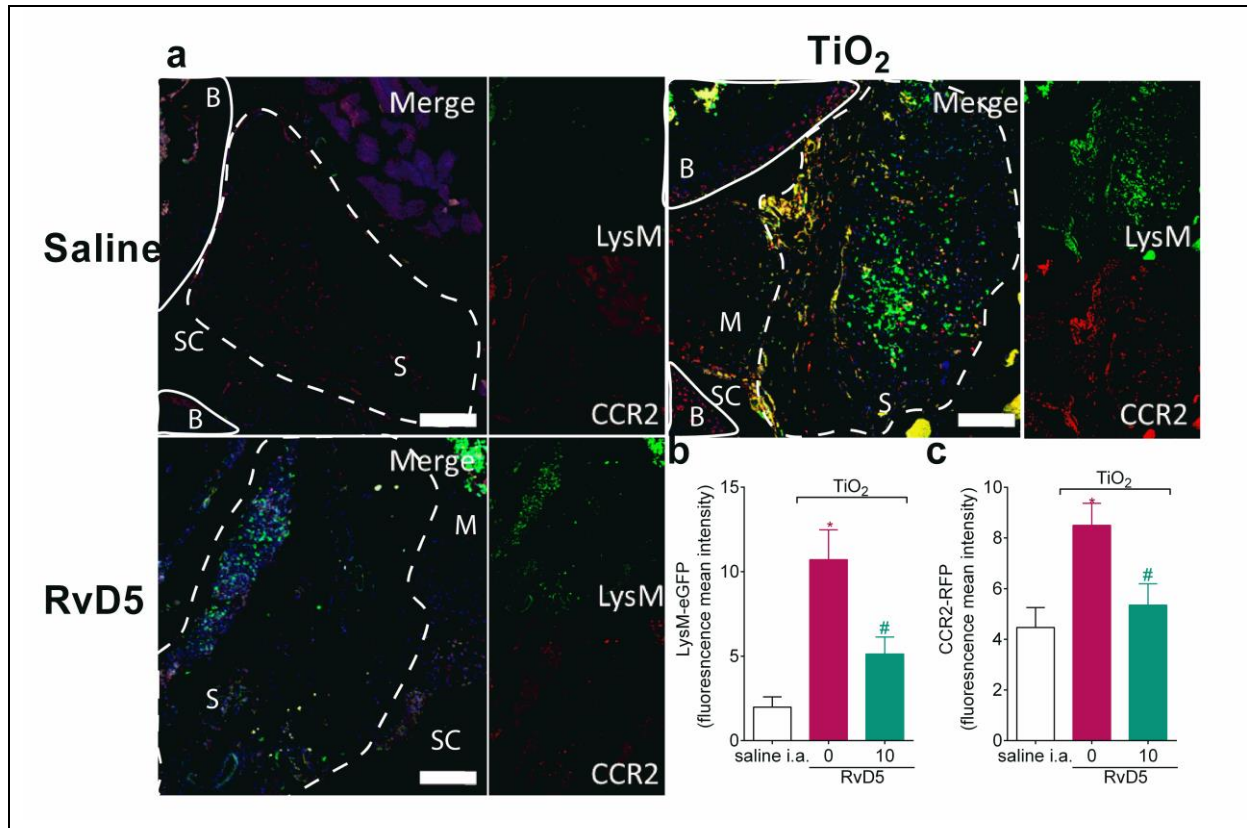 a
TiO2
B
Merge
LysM
Saline
SC
S
B
CCR2
B
Merge
LysM
M
SC
B
S
CCR2
Merge
M
LysM
RvD5
S
SC
CCR2
b
TiO2
15
10
5
0
LysM-eGFP
(fluorescence mean intensity)
*
#
saline i.a.
0
10
RvD5
c
TiO2
10
8
6
4
2
0
CCR2-RFP
(fluorescnce mean intensity)
*
#
saline i.a.
0
10
RvD5